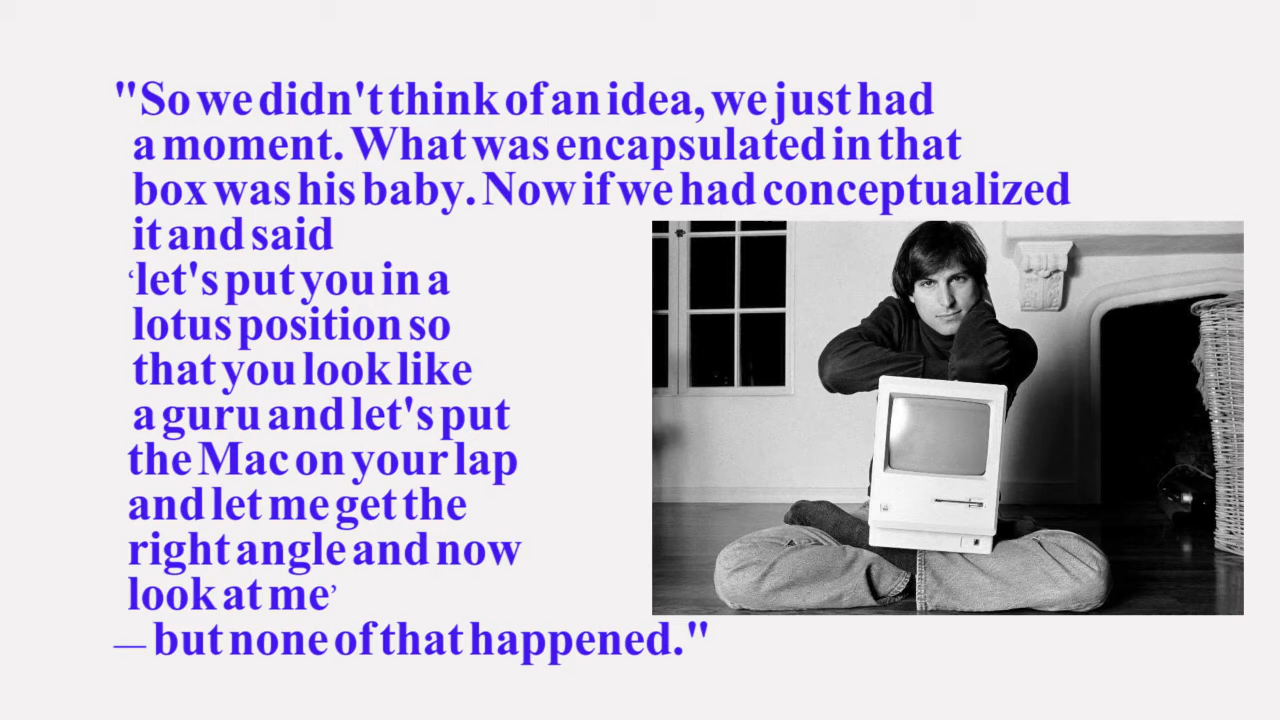 "So we didn't think of an idea, we just had
a moment. What was encapsulated in that
box was his baby. Now if we had conceptualized
it and said
‘let's put you in a
lotus position so
that you look like
a guru and let's put
the Mac on your lap
and let me get the
right angle and now
look at me’
— but none of that happened."